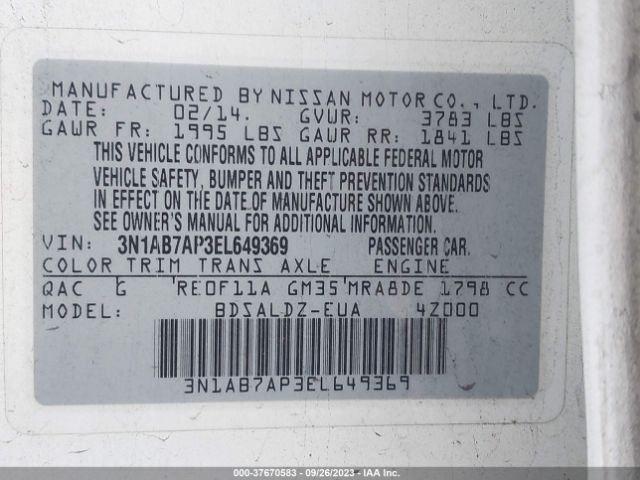 MANUFACTURED BY NISSAN MOTOR CO., LTD.
DATE: 02/14. GVWR: 3783 LBS
GAWR FR: 1995 LBS GAWR RR: 1841 LBS
THIS VEHICLE CONFORMS TO ALL APPLICABLE FEDERAL MOTOR
VEHICLE SAFETY, BUMPER AND THEFT PREVENTION STANDARDS
IN EFFECT ON THE DATE OF MANUFACTURE SHOWN ABOVE.
SEE OWNER'S MANUAL FOR ADDITIONAL INFORMATION.
VIN: 3N1AB7AP3EL649369 PASSENGER CAR.
COLOR TRIM TRANS AXLE ENGINE
QAC G RE0F11A GM35 MRA8DE 1798 CC
MODEL: BDSALDZ-EUA 4Z000
3N1AB7AP3EL649369
000-37670583 - 09/26/2023 - IAA Inc.